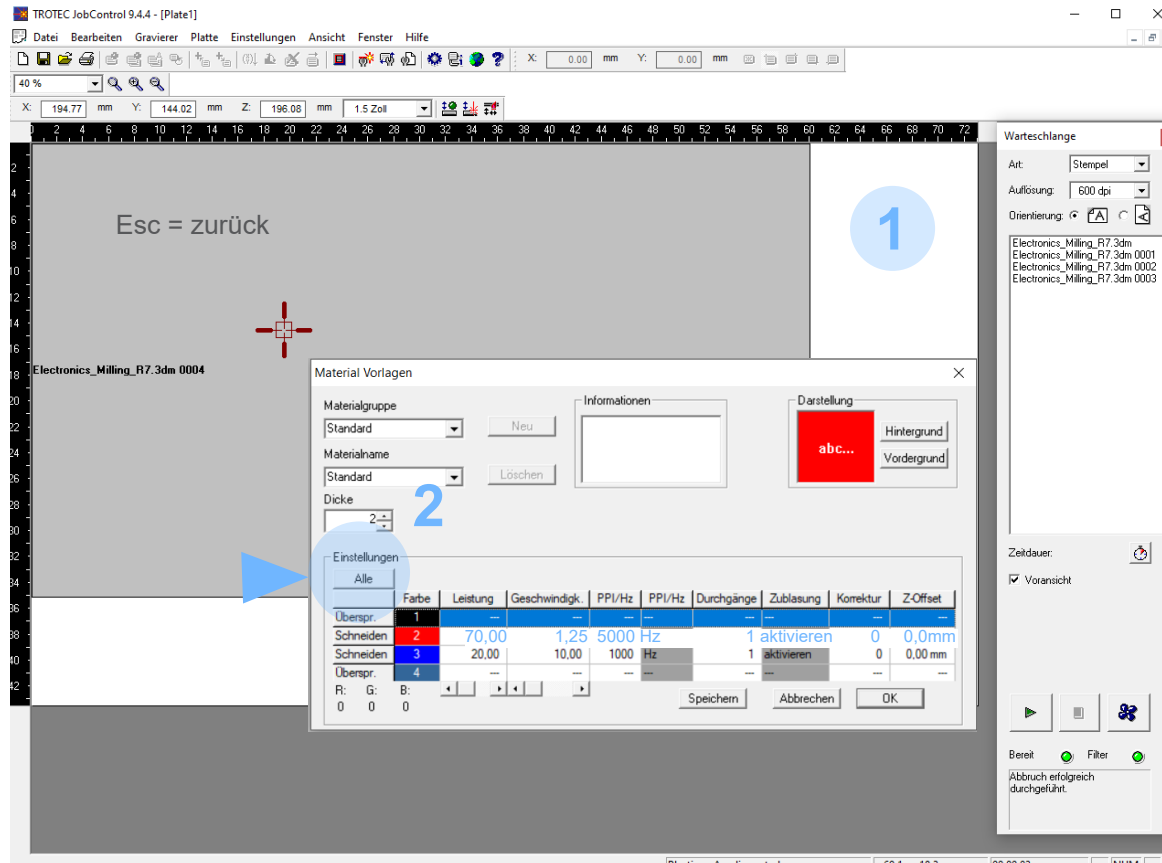 TROTEC JobControl 9.4.4 - [Plate1]
Datei Bearbeiten Gravierer Platte Einstellungen Ansicht Fenster Hilfe
X: 0.00 mm Y: 0.00 mm
40 %
X: 194.77 mm Y: 144.02 mm Z: 196.08 mm 1.5 Zoll
2 4 6 8 10 12 14 16 18 20 22 24 26 28 30 32 34 36 38 40 42 44 46 48 50 52 54 56 58 60 62 64 66 68 70 72
Warteschlange
Art: Stempel
Auflösung: 600 dpi
Orientierung: A A
Electronics_Milling_R7.3dm
Electronics_Milling_R7.3dm 0001
Electronics_Milling_R7.3dm 0002
Electronics_Milling_R7.3dm 0003
Esc = zurück
1
Electronics_Milling_R7.3dm 0004
Material Vorlagen
Materialgruppe
Standard
Neu
Materialname
Standard
Löschen
Dicke
2
2
Informationen
Darstellung
abc...
Hintergrund
Vordergrund
Einstellungen
Alle
Farbe Leistung Geschwindigk. PPI/Hz PPI/Hz Durchgänge Zublasung Korrektur Z-Offset
Überspr. 1 --- --- --- --- --- --- --- ---
Schneiden 2 70,00 1,25 5000 Hz 1 aktivieren 0 0,0mm
Schneiden 3 20,00 10,00 1000 Hz 1 aktivieren 0 0,00 mm
Überspr. 4 --- --- --- --- --- --- --- ---
R: G: B:
0 0 0
Speichern Abbrechen OK
Zeitdauer:
Voransicht
Bereit Filter
Abbruch erfolgreich
durchgeführt.
NUM